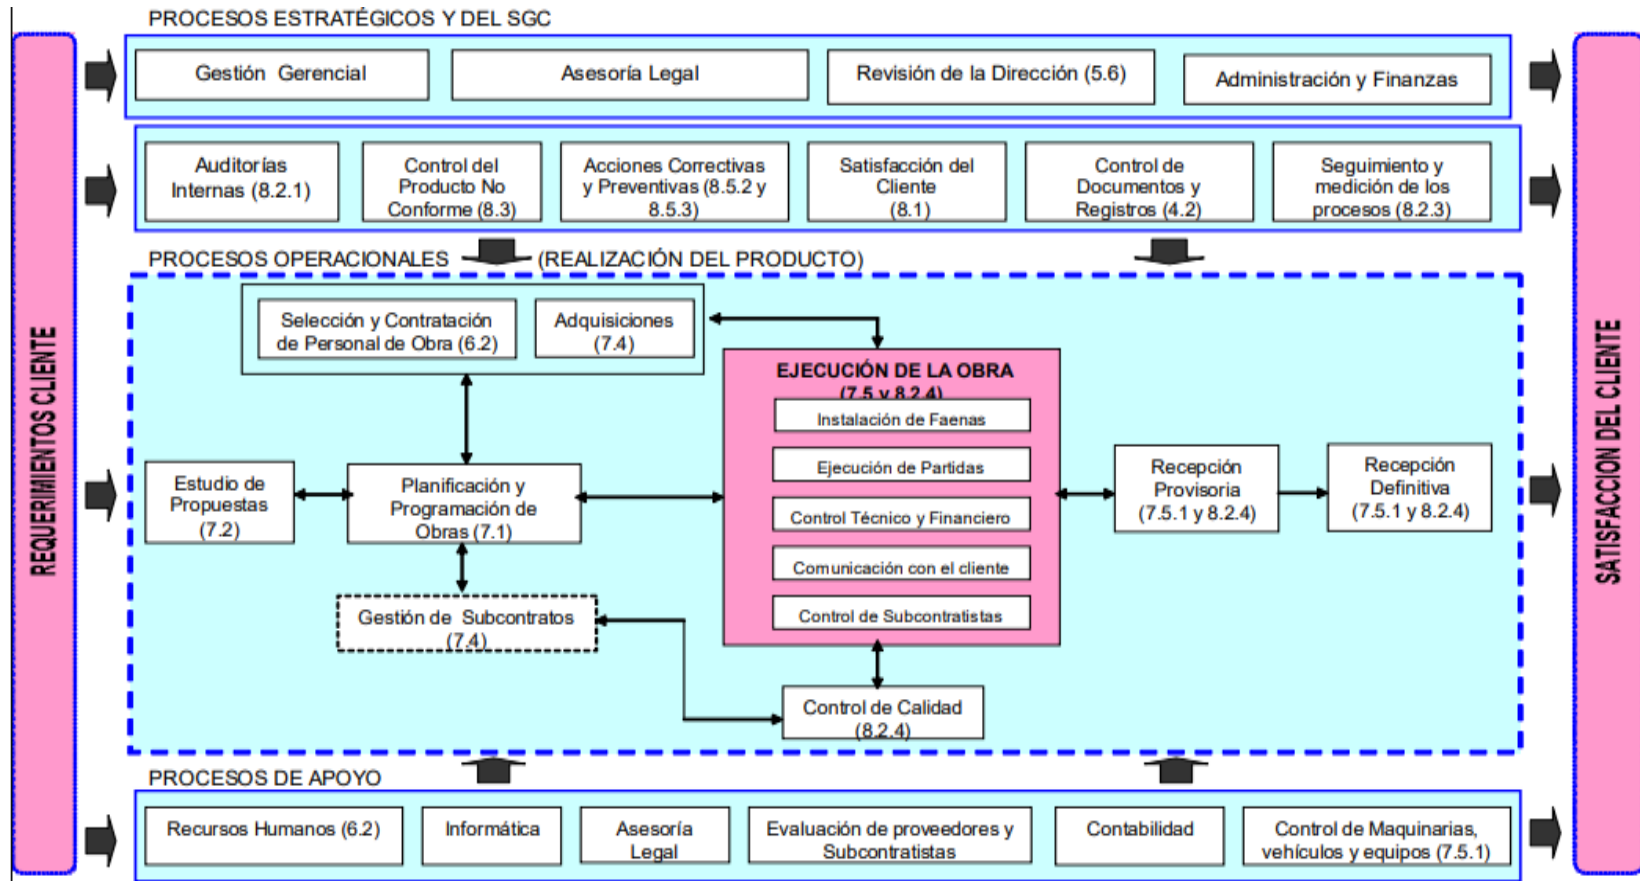 PROCESOS ESTRATÉGICOS Y DEL SGC
REQUERIMIENTOS CLIENTE
Gestión Gerencial
Asesoría Legal
Revisión de la Dirección (5.6)
Administración y Finanzas
Auditorías
Internas (8.2.1)
Control del
Producto No
Conforme (8.3)
Acciones Correctivas
y Preventivas (8.5.2 y
8.5.3)
Satisfacción del
Cliente
(8.1)
Control de
Documentos y
Registros (4.2)
Seguimiento y
medición de los
procesos (8.2.3)
PROCESOS OPERACIONALES (REALIZACIÓN DEL PRODUCTO)
Selección y Contratación
de Personal de Obra (6.2)
Adquisiciones
(7.4)
EJECUCIÓN DE LA OBRA
(7.5 y 8.2.4)
Instalación de Faenas
Ejecución de Partidas
Control Técnico y Financiero
Comunicación con el cliente
Control de Subcontratistas
Estudio de
Propuestas
(7.2)
Planificación y
Programación de
Obras (7.1)
Gestión de Subcontratos
(7.4)
Control de Calidad
(8.2.4)
Recepción
Provisoria
(7.5.1 y 8.2.4)
Recepción
Definitiva
(7.5.1 y 8.2.4)
PROCESOS DE APOYO
Recursos Humanos (6.2)
Informática
Asesoría
Legal
Evaluación de proveedores y
Subcontratistas
Contabilidad
Control de Maquinarias,
vehículos y equipos (7.5.1)
SATISFACCION DEL CLIENTE